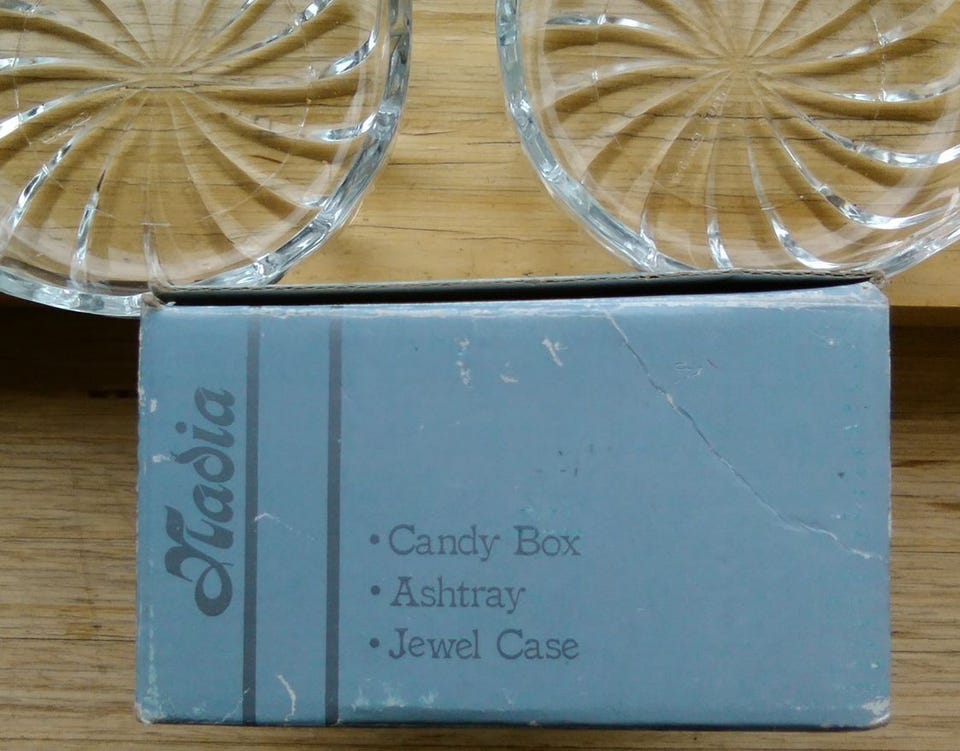 Nadia
• Candy Box
• Ashtray
• Jewel Case